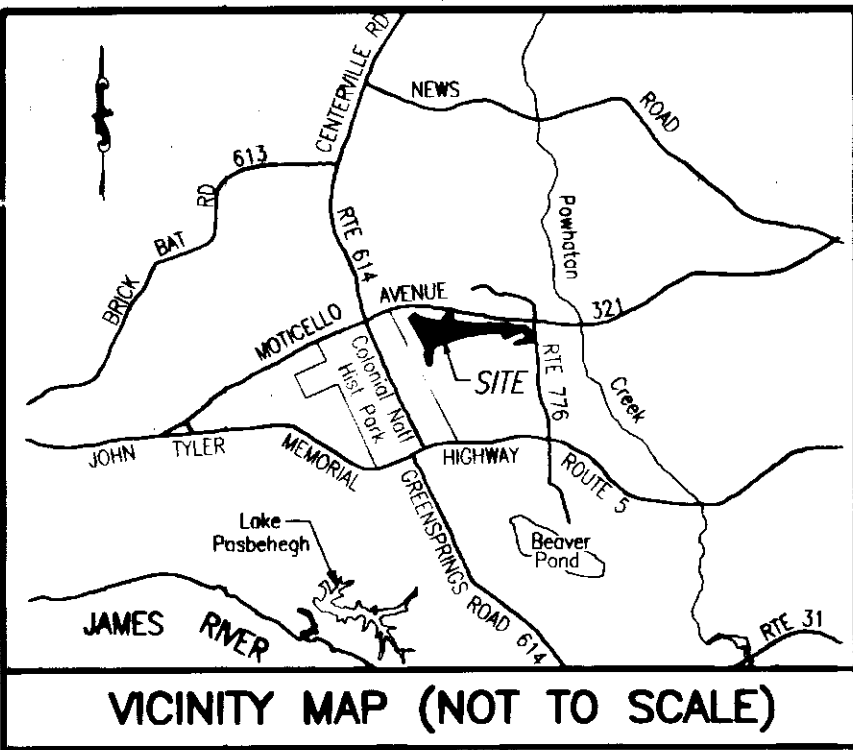 CENTERVILLE RD
NEWS
ROAD
613
BRICK BAT RD
RTE 614
Powhatan
Creek
MOTICELLO
AVENUE
321
Colonial Natl
Hist Park
SITE
RTE 776
JOHN TYLER
MEMORIAL
HIGHWAY
ROUTE 5
GREENSPRINGS ROAD 614
Lake
Pasbehegh
Beaver
Pond
JAMES RIVER
RTE 31
VICINITY MAP (NOT TO SCALE)